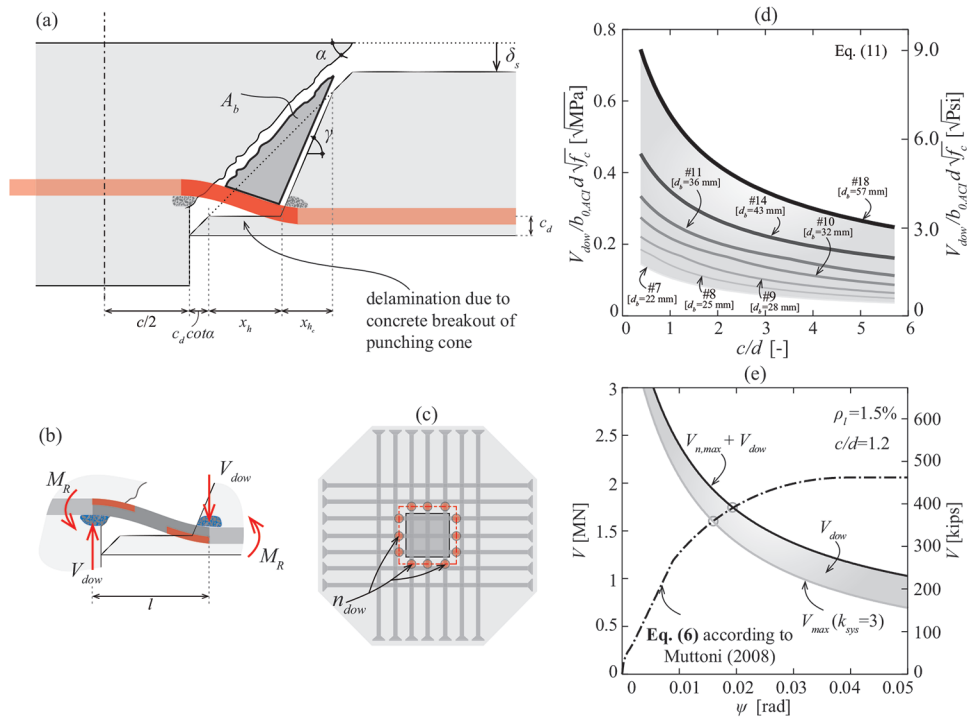 (a)
α
δs
Ab
γ
cd
c/2
cd cotα
xh
xhc
delamination due to
concrete breakout of
punching cone
(b)
MR
Vdow
Vdow
MR
l
(c)
ndow
(d)
Eq. (11)
Vdow/b0,ACI d √fc [√MPa]
Vdow/b0,ACI d √fc [√Psi]
0.8
0.6
0.4
0.2
0
9.0
6.0
3.0
0
#11
[db=36 mm]
#14
[db=43 mm]
#18
[db=57 mm]
#10
[db=32 mm]
#7
[db=22 mm]
#8
[db=25 mm]
#9
[db=28 mm]
0 1 2 3 4 5 6
c/d [-]
(e)
ρl=1.5%
c/d=1.2
Vn,max + Vdow
Vdow
Vmax (ksys=3)
Eq. (6) according to
Muttoni (2008)
V [MN]
V [kips]
3
2.5
2
1.5
1
0.5
0
600
500
400
300
200
100
0
0 0.01 0.02 0.03 0.04 0.05
ψ [rad]